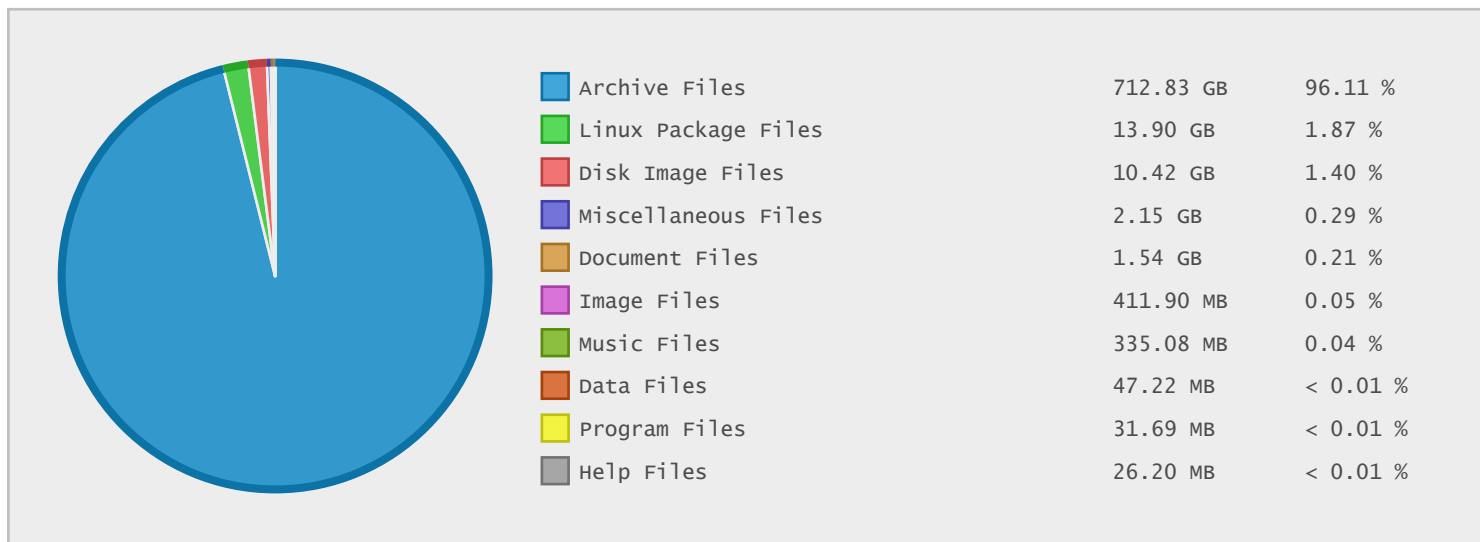 Archive Files 712.83 GB 96.11 %
Linux Package Files 13.90 GB 1.87 %
Disk Image Files 10.42 GB 1.40 %
Miscellaneous Files 2.15 GB 0.29 %
Document Files 1.54 GB 0.21 %
Image Files 411.90 MB 0.05 %
Music Files 335.08 MB 0.04 %
Data Files 47.22 MB < 0.01 %
Program Files 31.69 MB < 0.01 %
Help Files 26.20 MB < 0.01 %